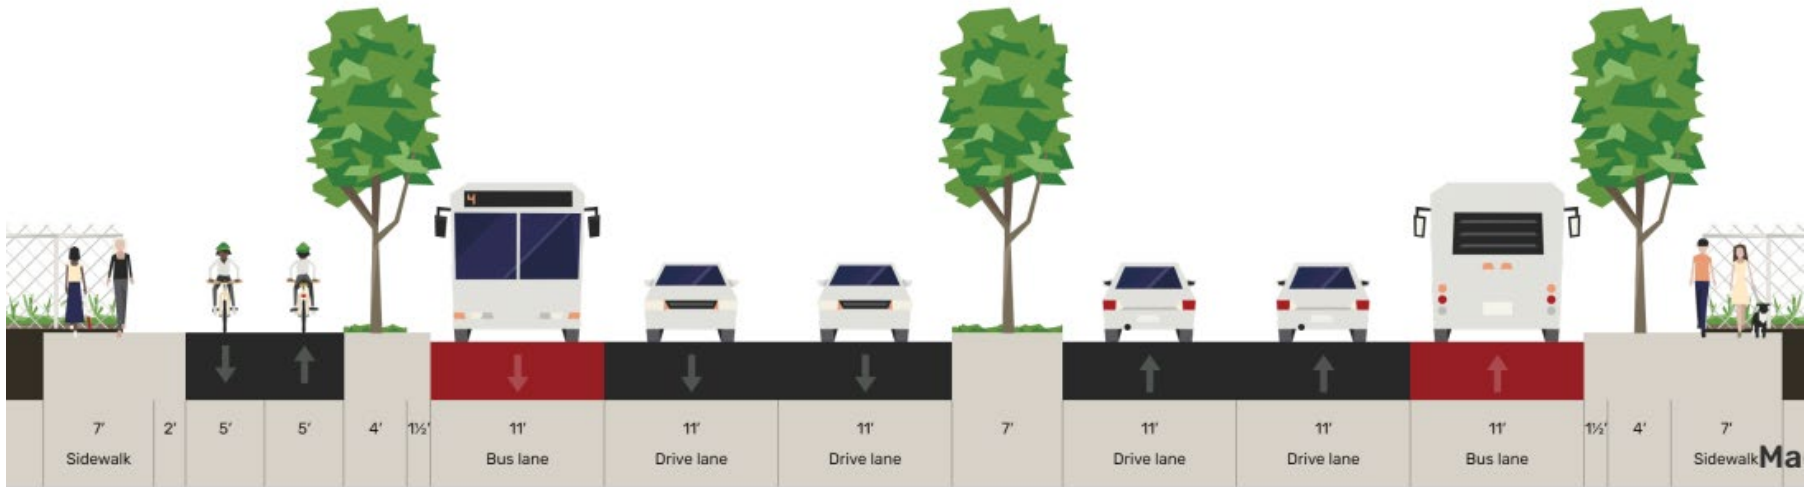 4
7' 2' 5' 5' 4' 1½' 11' 11' 11' 7' 11' 11' 11' 1½' 4' 7'
Sidewalk Bus lane Drive lane Drive lane Drive lane Drive lane Bus lane Sidewalk Ma